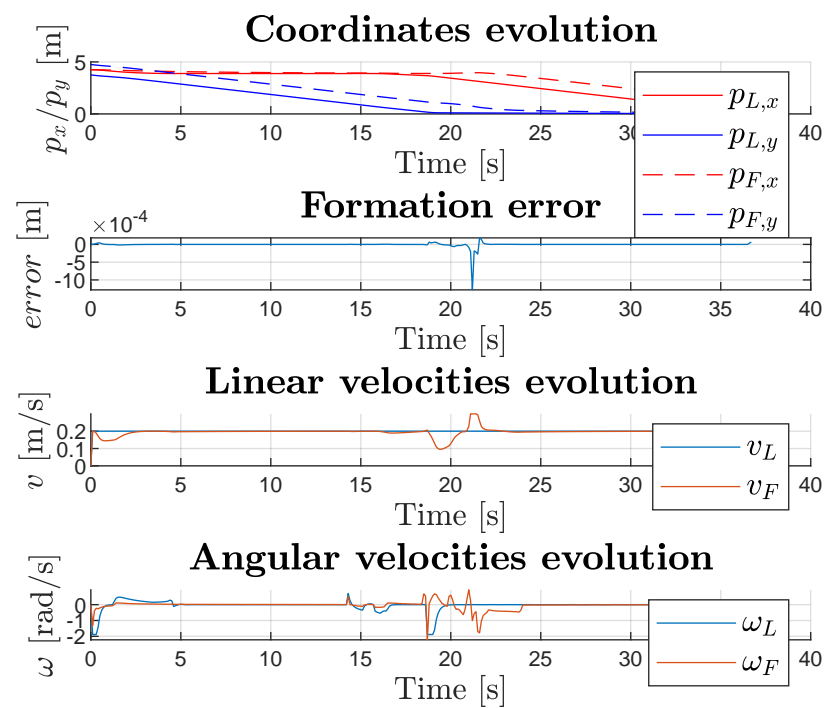 Coordinates evolution
p_x/p_y [m]
5
0
0 5 10 15 20 25 30 40
Time [s]
p_{L,x}
p_{L,y}
p_{F,x}
p_{F,y}
Formation error
×10^{-4}
error [m]
0
-5
-10
0 5 10 15 20 25 30 35 40
Time [s]
Linear velocities evolution
v [m/s]
0.2
0.1
0
0 5 10 15 20 25 30 40
Time [s]
v_L
v_F
Angular velocities evolution
ω [rad/s]
0
-1
-2
0 5 10 15 20 25 30 40
Time [s]
ω_L
ω_F